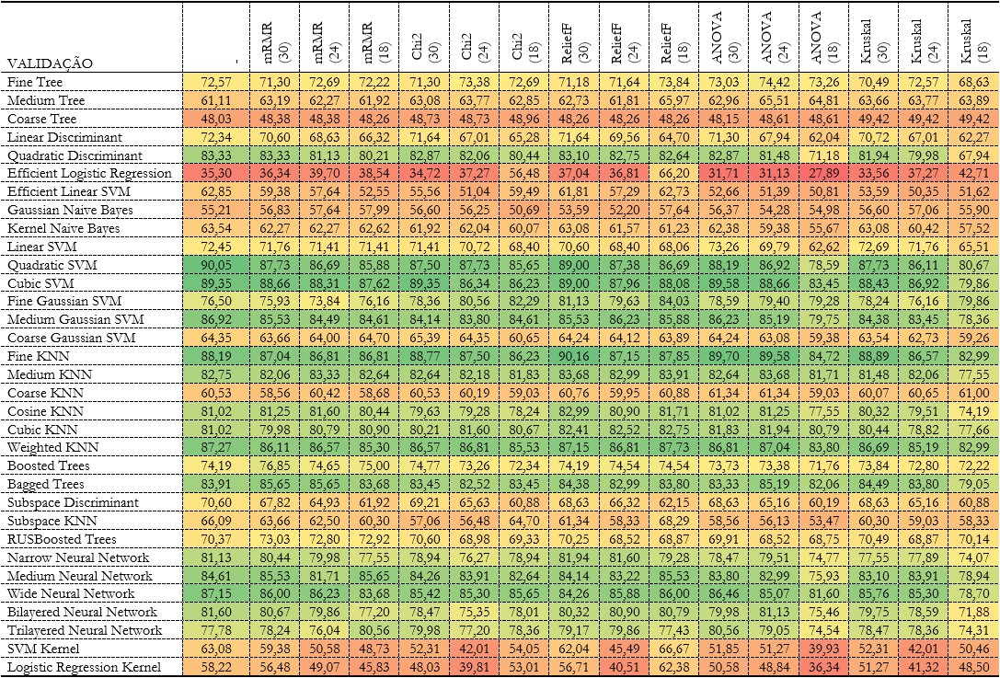 VALIDAÇÃO - mRMR (30) mRMR (24) mRMR (18) Chi2 (30) Chi2 (24) Chi2 (18) ReliefF (30) ReliefF (24) ReliefF (18) ANOVA (30) ANOVA (24) ANOVA (18) Kruskal (30) Kruskal (24) Kruskal (18)
Fine Tree 72,57 71,30 72,69 72,22 71,30 73,38 72,69 71,18 71,64 73,84 73,03 74,42 73,26 70,49 72,57 68,63
Medium Tree 61,11 63,19 62,27 61,92 63,08 63,77 62,85 62,73 61,81 65,97 62,96 65,51 64,81 63,66 63,77 63,89
Coarse Tree 48,03 48,38 48,38 48,26 48,73 48,73 48,96 48,26 48,26 48,26 48,15 48,61 48,61 49,42 49,42 49,42
Linear Discriminant 72,34 70,60 68,63 66,32 71,64 67,01 65,28 71,64 69,56 64,70 71,30 67,94 62,04 70,72 67,01 62,27
Quadratic Discriminant 83,33 83,33 81,13 80,21 82,87 82,06 80,44 83,10 82,75 82,64 82,87 81,48 71,18 81,94 79,98 67,94
Efficient Logistic Regression 35,30 36,34 39,70 38,54 34,72 37,27 56,48 37,04 36,81 66,20 31,71 31,13 27,89 33,56 37,27 42,71
Efficient Linear SVM 62,85 59,38 57,64 52,55 55,56 51,04 59,49 61,81 57,29 62,73 52,66 51,39 50,81 53,59 50,35 51,62
Gaussian Naive Bayes 55,21 56,83 57,64 57,99 56,60 56,25 50,69 53,59 52,20 57,64 56,37 54,28 54,98 56,60 57,06 55,90
Kernel Naive Bayes 63,54 62,27 62,27 62,62 61,92 62,04 60,07 63,08 61,57 61,23 62,38 59,38 55,67 63,08 60,42 57,52
Linear SVM 72,45 71,76 71,41 71,41 71,41 70,72 68,40 70,60 68,40 68,06 73,26 69,79 62,62 72,69 71,76 65,51
Quadratic SVM 90,05 87,73 86,69 85,88 87,50 87,73 85,65 89,00 87,38 86,69 88,19 86,92 78,59 87,73 86,11 80,67
Cubic SVM 89,35 88,66 88,31 87,62 89,35 86,34 86,23 89,00 87,96 88,08 89,58 88,66 83,45 88,43 86,92 79,86
Fine Gaussian SVM 76,50 75,93 73,84 76,16 78,36 80,56 82,29 81,13 79,63 84,03 78,59 79,40 79,28 78,24 76,16 79,86
Medium Gaussian SVM 86,92 85,53 84,49 84,61 84,14 83,80 84,61 85,53 86,23 85,88 86,23 85,19 79,75 84,38 83,45 78,36
Coarse Gaussian SVM 64,35 63,66 64,00 64,70 65,39 64,35 60,65 64,24 64,12 63,89 64,24 63,08 59,38 63,54 62,73 59,26
Fine KNN 88,19 87,04 86,81 86,81 88,77 87,50 86,23 90,16 87,15 87,85 89,70 89,58 84,72 88,89 86,57 82,99
Medium KNN 82,75 82,06 83,33 82,64 82,64 82,18 81,83 83,68 82,99 83,91 82,64 83,68 81,71 81,48 82,06 77,55
Coarse KNN 60,53 58,56 60,42 58,68 60,53 60,19 59,03 60,76 59,95 60,88 61,34 61,34 59,03 60,07 60,65 61,00
Cosine KNN 81,02 81,25 81,60 80,44 79,63 79,28 78,24 82,99 80,90 81,71 81,02 81,25 77,55 80,32 79,51 74,19
Cubic KNN 81,02 79,98 80,79 80,90 80,21 81,60 80,67 82,41 82,52 82,75 81,83 81,94 80,79 80,44 78,82 77,66
Weighted KNN 87,27 86,11 86,57 85,30 86,57 86,81 85,53 87,15 86,81 87,73 86,81 87,04 83,80 86,69 85,19 82,99
Boosted Trees 74,19 76,85 74,65 75,00 74,77 73,26 72,34 74,19 74,54 74,54 73,73 73,38 71,76 73,84 72,80 72,22
Bagged Trees 83,91 85,65 85,65 83,68 83,45 82,52 83,45 84,38 82,99 83,80 83,33 85,19 82,06 84,49 83,80 79,05
Subspace Discriminant 70,60 67,82 64,93 61,92 69,21 65,63 60,88 68,63 66,32 62,15 68,63 65,16 60,19 68,63 65,16 60,88
Subspace KNN 66,09 63,66 62,50 60,30 57,06 56,48 64,70 61,34 58,33 68,29 58,56 56,13 53,47 60,30 59,03 58,33
RUSBoosted Trees 70,37 73,03 72,80 72,92 70,60 68,98 69,33 70,25 68,52 68,87 69,91 68,52 68,75 70,49 68,87 70,14
Narrow Neural Network 81,13 80,44 79,98 77,55 78,94 76,27 78,94 81,94 81,60 79,28 78,47 79,51 74,77 77,55 77,89 74,07
Medium Neural Network 84,61 85,53 81,71 85,65 84,26 83,91 82,64 84,14 83,22 85,53 83,80 82,99 75,93 83,10 83,91 78,94
Wide Neural Network 87,15 86,00 86,23 83,68 85,42 85,30 85,65 84,26 85,88 87,00 86,46 85,07 81,60 85,76 85,30 78,70
Bilayered Neural Network 81,60 80,67 79,86 77,20 78,47 75,35 78,01 80,32 80,90 80,79 79,98 81,13 75,46 79,75 78,59 71,88
Trilayered Neural Network 77,78 78,24 76,04 80,56 79,98 77,20 78,36 79,17 79,86 77,43 80,56 79,05 74,54 78,47 78,36 74,31
SVM Kernel 63,08 59,38 50,58 48,73 52,31 42,01 54,05 62,04 45,49 66,67 51,85 51,27 39,93 52,31 42,01 50,46
Logistic Regression Kernel 58,22 56,48 49,07 45,83 48,03 39,81 53,01 56,71 40,51 62,38 50,58 48,84 36,34 51,27 41,32 48,50